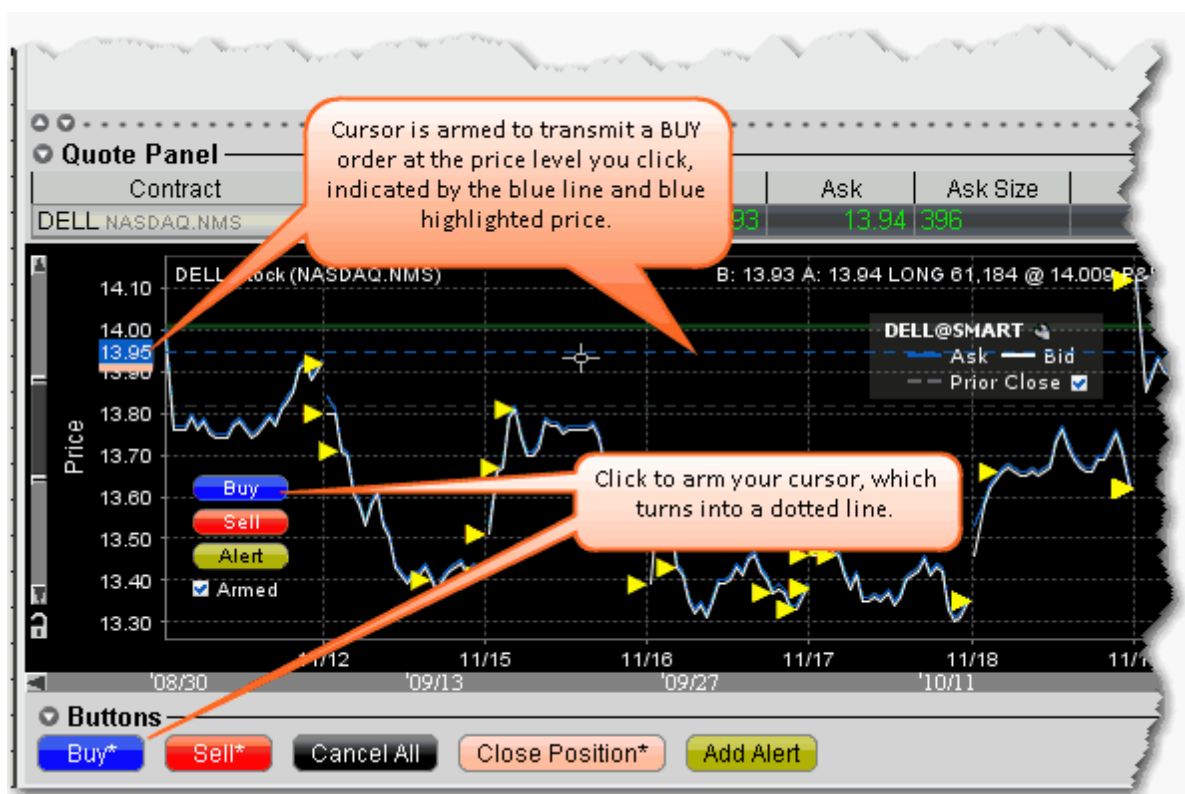 Cursor is armed to transmit a BUY
order at the price level you click,
indicated by the blue line and blue
highlighted price.
Quote Panel
Contract Ask Ask Size
DELL NASDAQ.NMS 93 13.94 396
DELL Stock (NASDAQ.NMS) B: 13.93 A: 13.94 LONG 61,184 @ 14.009
14.10
14.00
13.95
13.90
13.80
13.70
13.60
13.50
13.40
13.30
Price
DELL@SMART
Ask Bid
Prior Close
Click to arm your cursor, which
turns into a dotted line.
Buy
Sell
Alert
Armed
11/12 11/15 11/16 11/17 11/18
'08/30 '09/13 '09/27 '10/11
Buttons
Buy* Sell* Cancel All Close Position* Add Alert